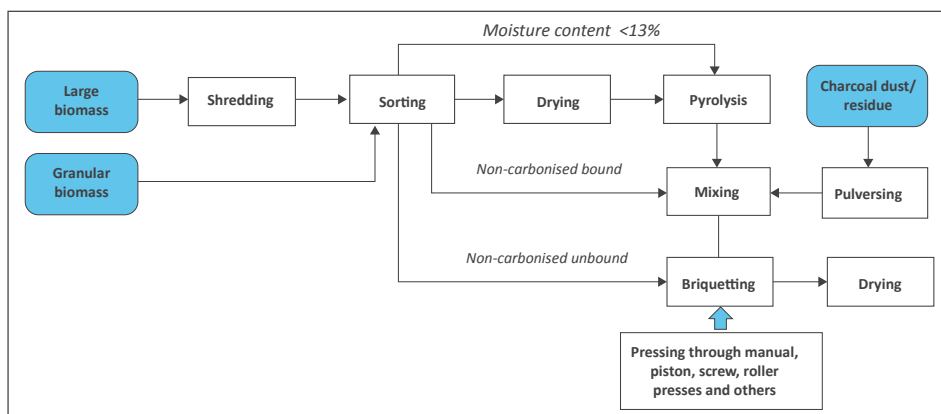 Moisture content <13%
Large
biomass
Shredding
Sorting
Drying
Pyrolysis
Charcoal dust/
residue
Granular
biomass
Non-carbonised bound
Mixing
Pulversing
Non-carbonised unbound
Briquetting
Drying
Pressing through manual,
piston, screw, roller
presses and others